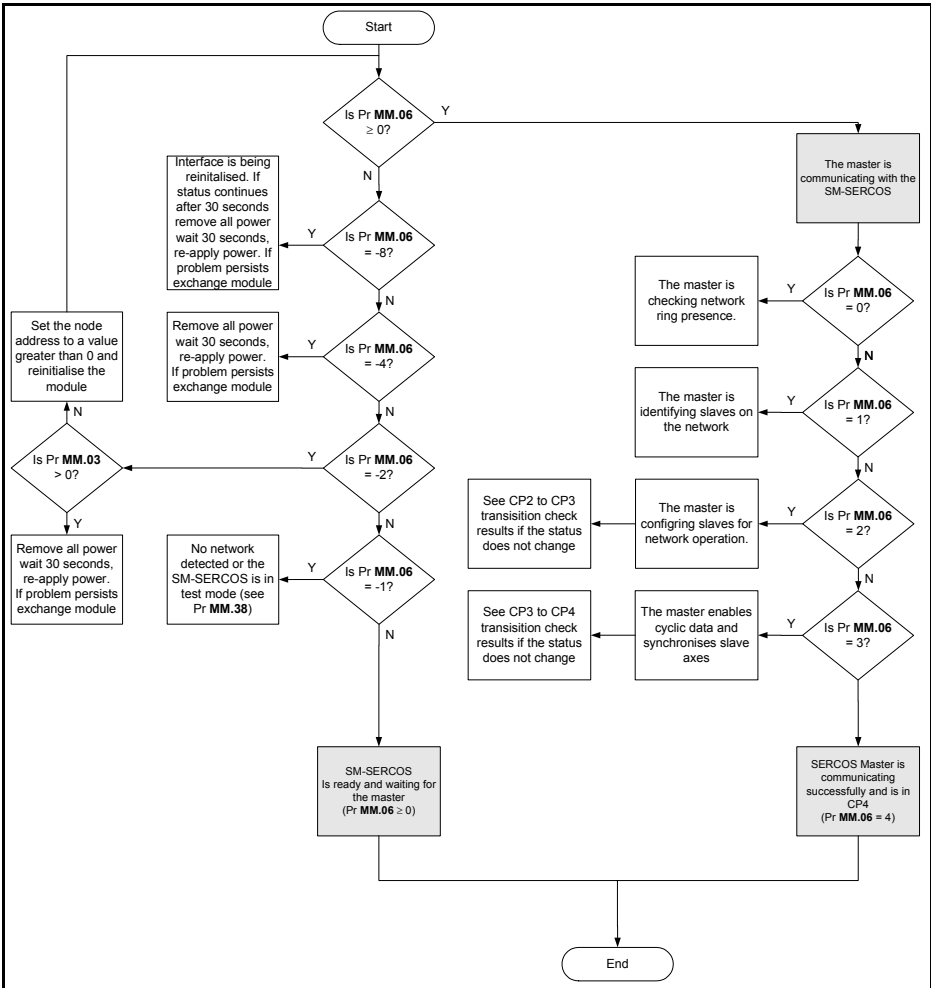 Start
Is Pr MM.06
≥ 0?
Y
N
Interface is being
reinitalised. If
status continues
after 30 seconds
remove all power
wait 30 seconds,
re-apply power. If
problem persists
exchange module
Y
Is Pr MM.06
= -8?
N
Remove all power
wait 30 seconds,
re-apply power.
If problem persists
exchange module
Y
Is Pr MM.06
= -4?
N
Set the node
address to a value
greater than 0 and
reinitialise the
module
N
Is Pr MM.03
> 0?
Y
Remove all power
wait 30 seconds,
re-apply power.
If problem persists
exchange module
Y
Is Pr MM.06
= -2?
N
No network
detected or the
SM-SERCOS is in
test mode (see
Pr MM.38)
Y
Is Pr MM.06
= -1?
N
SM-SERCOS
Is ready and waiting for
the master
(Pr MM.06 ≥ 0)
The master is
communicating with the
SM-SERCOS
The master is
checking network
ring presence.
Y
Is Pr MM.06
= 0?
N
The master is
identifying slaves on
the network
Y
Is Pr MM.06
= 1?
N
See CP2 to CP3
transisition check
results if the status
does not change
The master is
configring slaves for
network operation.
Y
Is Pr MM.06
= 2?
N
See CP3 to CP4
transisition check
results if the status
does not change
The master enables
cyclic data and
synchronises slave
axes
Y
Is Pr MM.06
= 3?
SERCOS Master is
communicating
successfully and is in
CP4
(Pr MM.06 = 4)
End